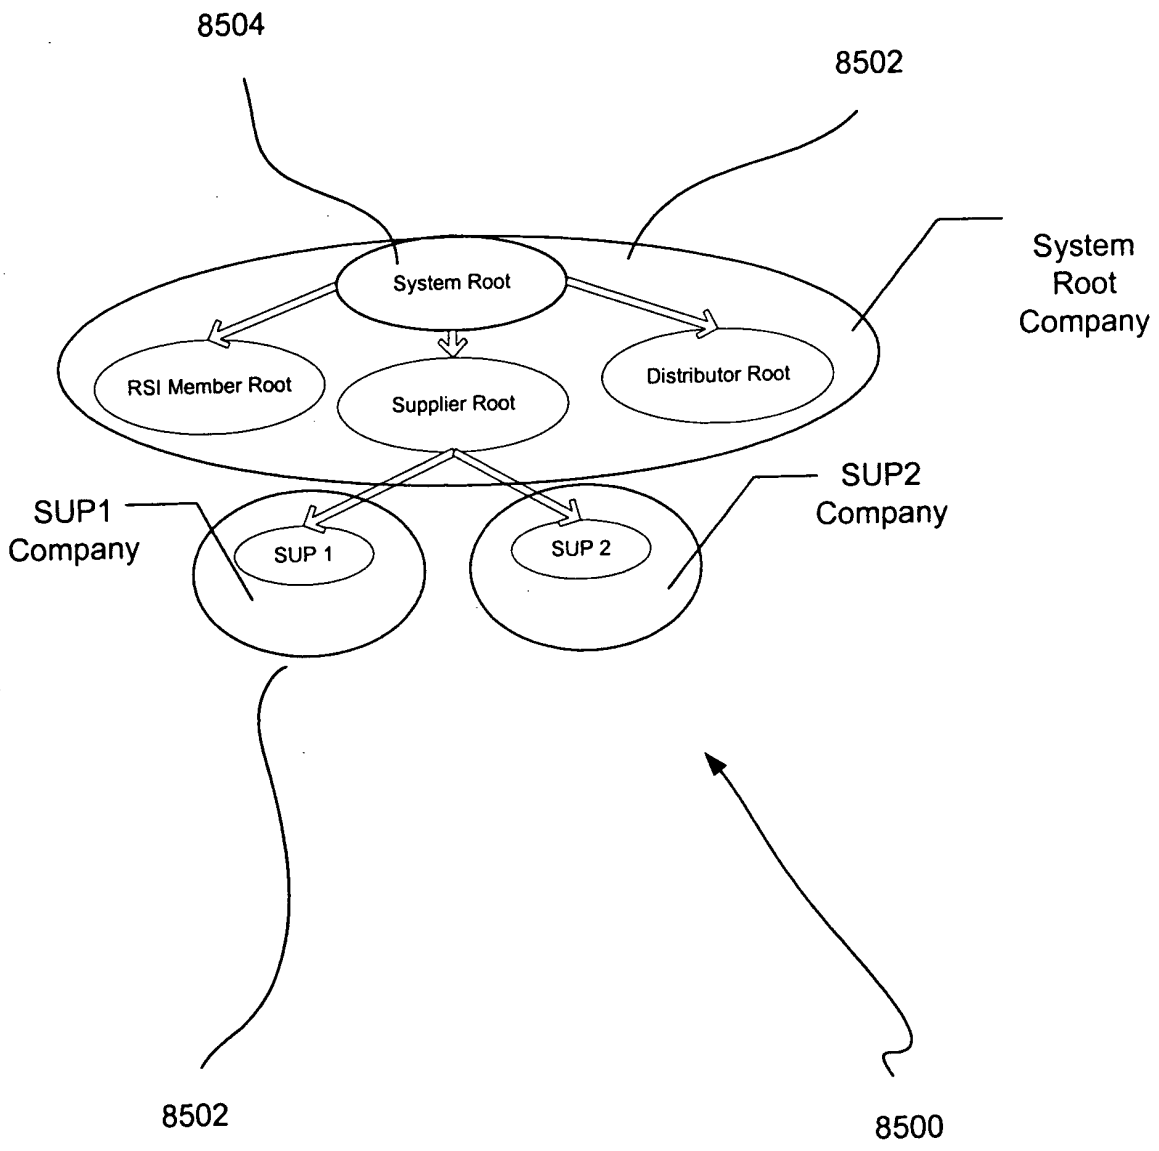 8504
8502
System Root
System
Root
Company
RSI Member Root
Supplier Root
Distributor Root
SUP1
Company
SUP2
Company
SUP 1
SUP 2
8502
8500